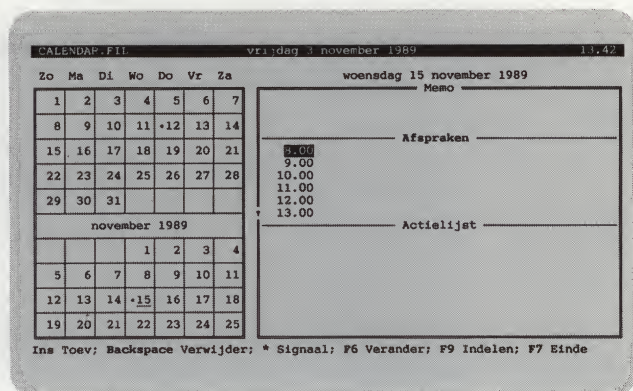 CALENDAR.FIL vrijdag 3 november 1989 13.42
Zo Ma Di Wo Do Vr Za
1 2 3 4 5 6 7
8 9 10 11 •12 13 14
15 16 17 18 19 20 21
22 23 24 25 26 27 28
29 30 31
november 1989
1 2 3 4
5 6 7 8 9 10 11
12 13 14 •15 16 17 18
19 20 21 22 23 24 25
woensdag 15 november 1989
Memo
Afspraken
8.00
9.00
10.00
11.00
12.00
13.00
Actielijst
Ins Toev; Backspace Verwijder; * Signaal; F6 Verander; F9 Indelen; F7 Einde